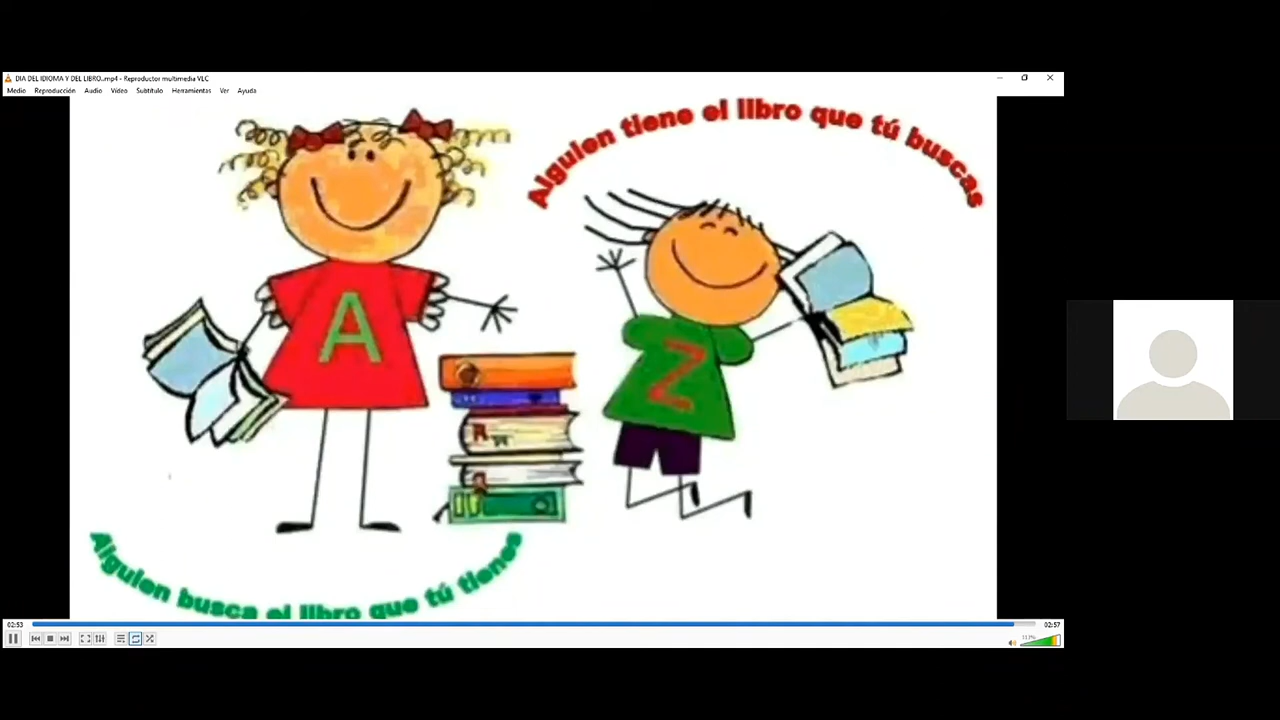 DIA DEL IDIOMA Y DEL LIBRO..mp4 - Reproductor multimedia VLC
Medio Reproducción Audio Vídeo Subtítulo Herramientas Ver Ayuda
Alguien tiene el libro que tú buscas
A
Z
Alguien busca el libro que tú tienes
02:53
02:57
113%